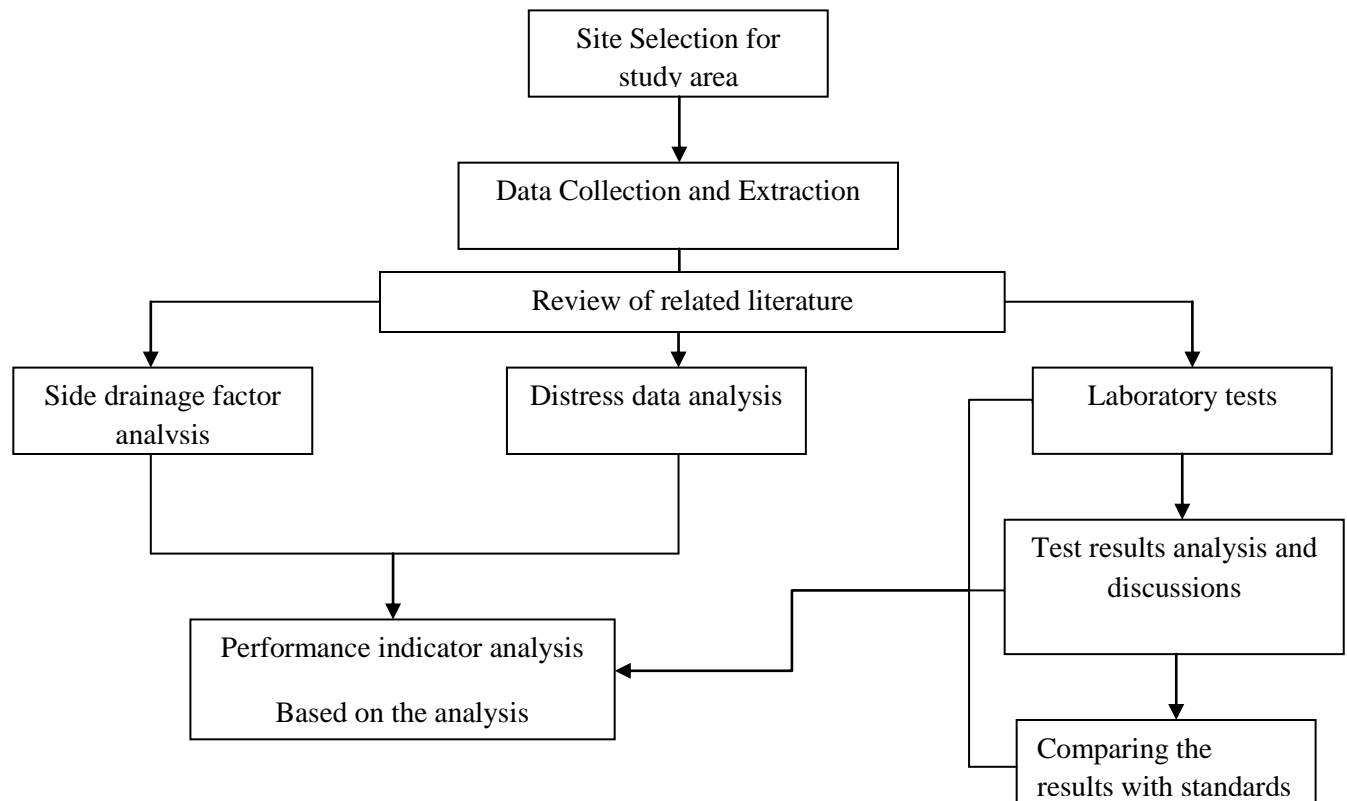 Site Selection for
study area
Data Collection and Extraction
Review of related literature
Side drainage factor
analysis
Distress data analysis
Laboratory tests
Test results analysis and
discussions
Performance indicator analysis
Based on the analysis
Comparing the
results with standards